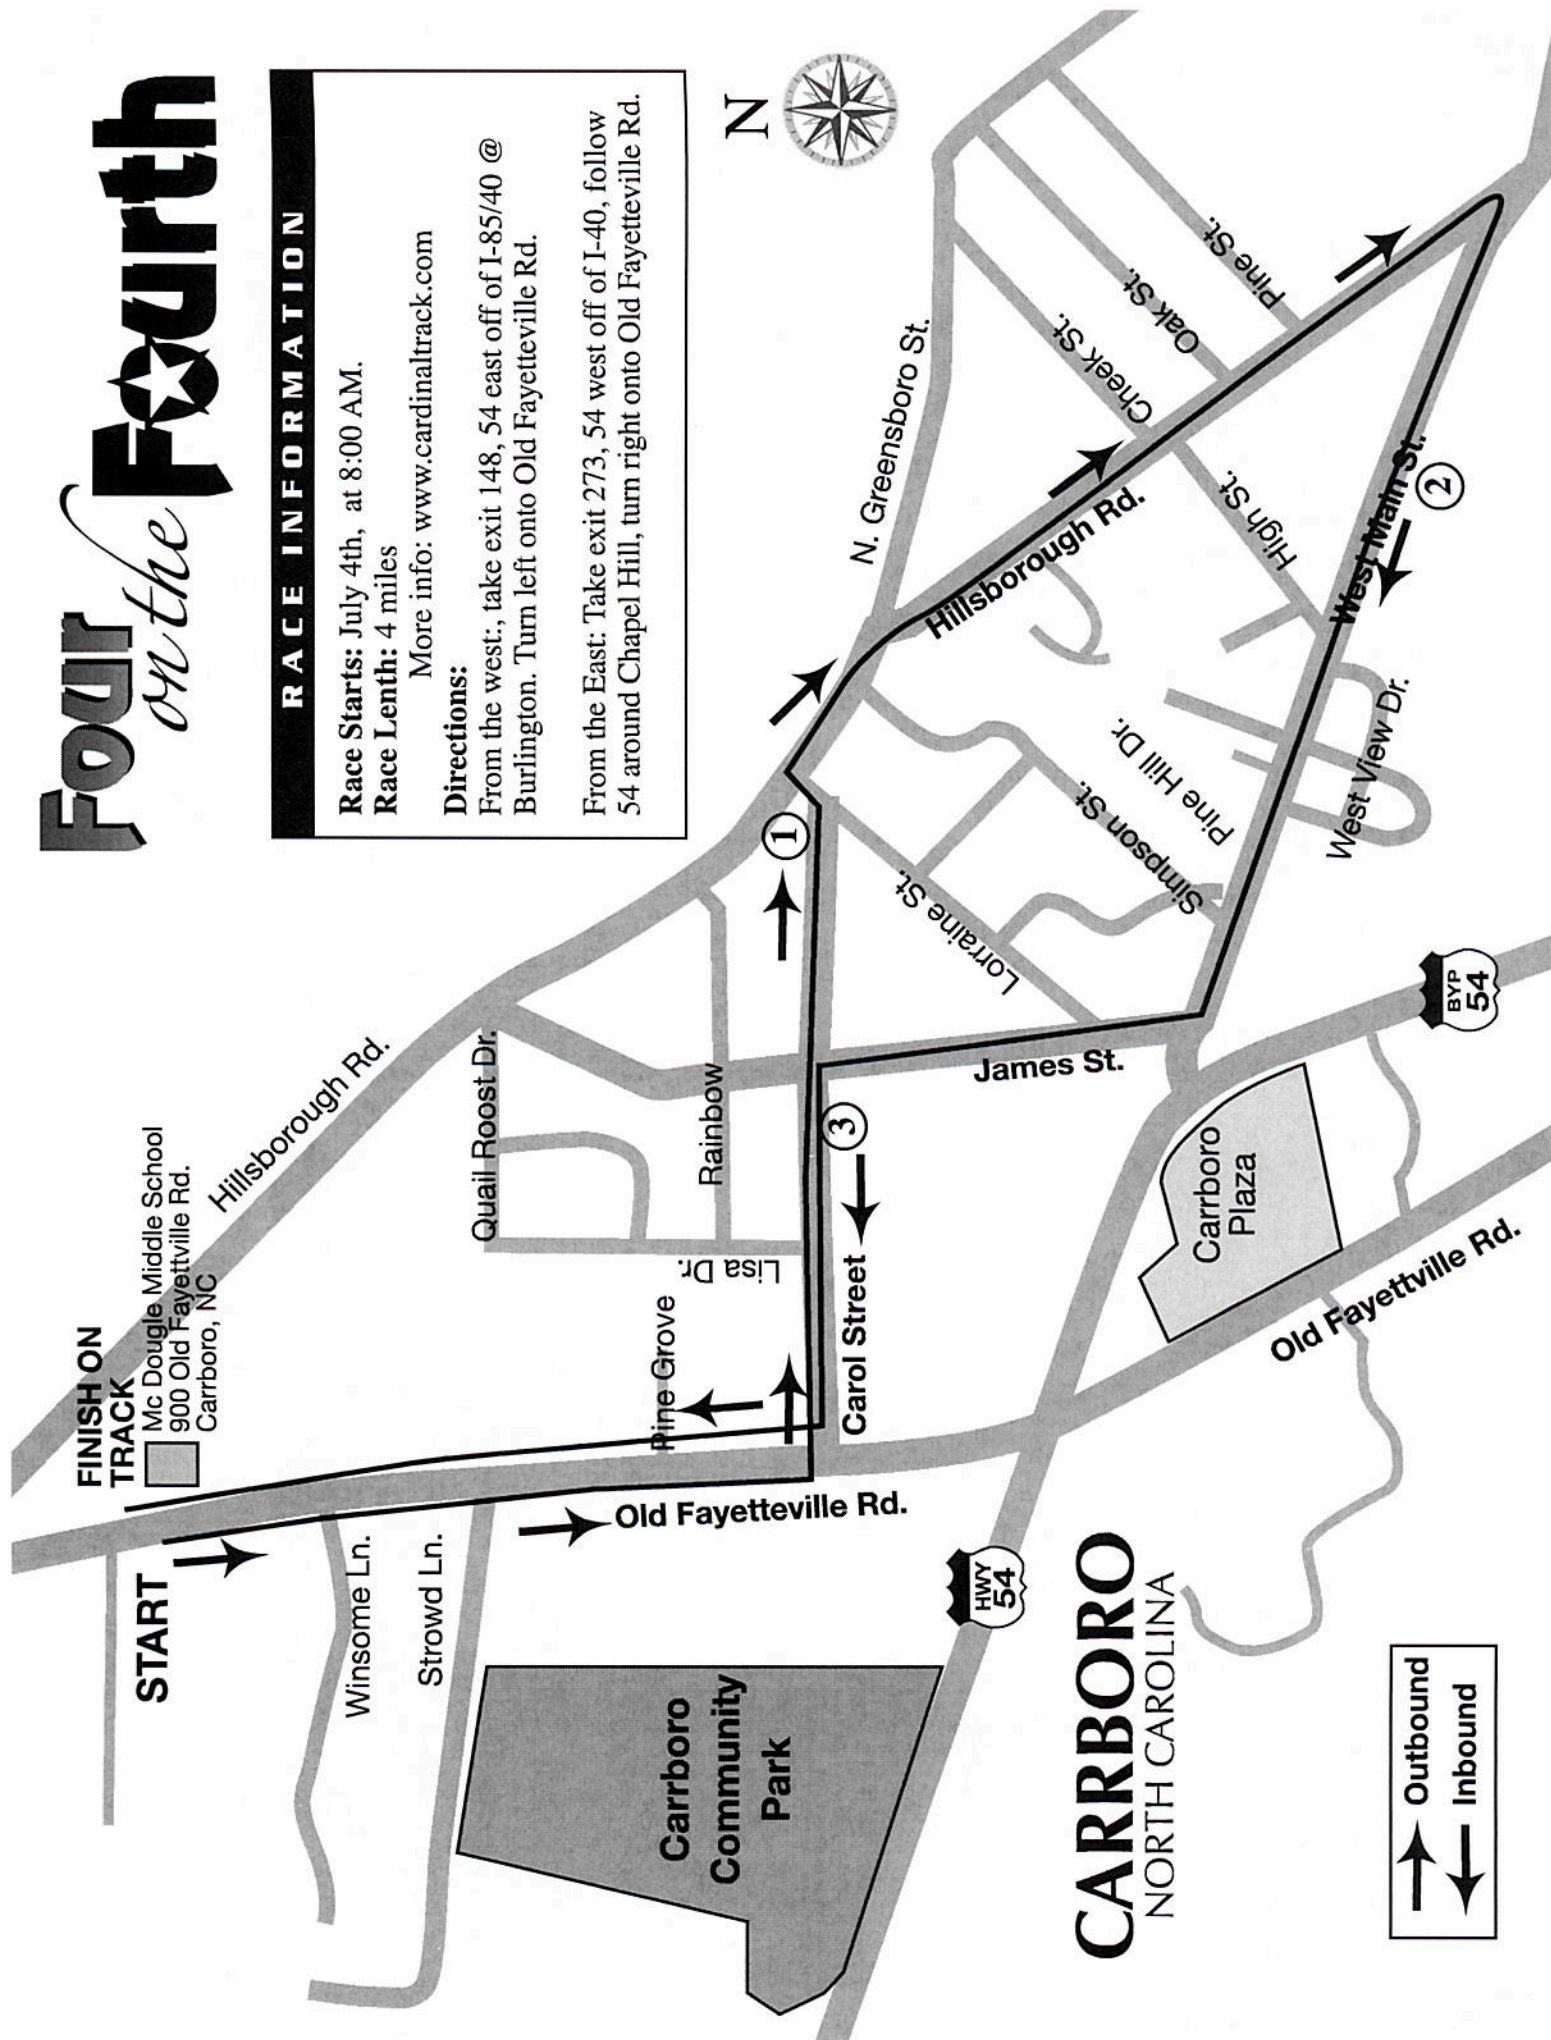 Four
on the Fourth
RACE INFORMATION
Race Starts: July 4th, at 8:00 AM.
Race Lenth: 4 miles
More info: www.cardinaltrack.com
Directions:
From the west:, take exit 148, 54 east off of I-85/40 @
Burlington. Turn left onto Old Fayetteville Rd.
From the East: Take exit 273, 54 west off of I-40, follow
54 around Chapel Hill, turn right onto Old Fayetteville Rd.
N
FINISH ON
TRACK
Mc Dougle Middle School
900 Old Fayettville Rd.
Carrboro, NC
START
Hillsborough Rd.
Winsome Ln.
Strowd Ln.
Quail Roost Dr.
Rainbow
Lisa Dr.
Pine Grove
Old Fayetteville Rd.
Carol Street
1
3
James St.
N. Greensboro St.
Hillsborough Rd.
Cheek St.
Oak St.
Pine St.
High St.
West Main St.
2
Lorraine St.
Simpson St.
Pine Hill Dr.
West View Dr.
BYP
54
Carrboro
Plaza
Old Fayettville Rd.
HWY
54
Carrboro
Community
Park
CARRBORO
NORTH CAROLINA
Outbound
Inbound